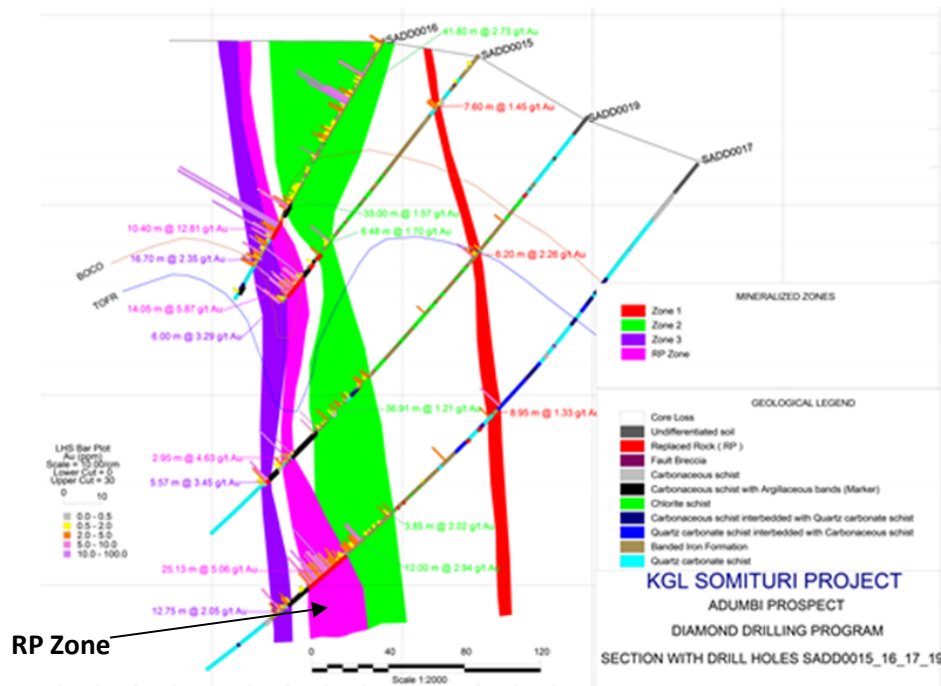 SADD0016
41.80 m @ 2.73 g/t Au
SADD0015
7.60 m @ 1.45 g/t Au
SADD0019
SADD0017
33.00 m @ 1.57 g/t Au
10.40 m @ 12.81 g/t Au
6.48 m @ 1.70 g/t Au
6.20 m @ 2.26 g/t Au
16.70 m @ 2.35 g/t Au
BOCO
TOFR
14.05 m @ 5.87 g/t Au
6.00 m @ 3.29 g/t Au
MINERALIZED ZONES
Zone 1
Zone 2
Zone 3
RP Zone
36.91 m @ 1.21 g/t Au
8.95 m @ 1.33 g/t Au
GEOLOGICAL LEGEND
Core Loss
Undifferentiated soil
Replaced Rock ( RP )
Fault Breccia
Carbonaceous schist
Carbonaceous schist with Argillaceous bands (Marker)
Chlorite schist
Carbonaceous schist interbedded with Quartz carbonate schist
Quartz carbonate schist interbedded with Carbonaceous schist
Banded Iron Formation
Quartz carbonate schist
LHS Bar Plot
Au (ppm)
Scale = 10.00/cm
Lower Cut = 0
Upper Cut = 30
0 10
0.0 - 0.5
0.5 - 2.0
2.0 - 5.0
5.0 - 10.0
10.0 - 100.0
2.95 m @ 4.63 g/t Au
5.57 m @ 3.45 g/t Au
3.85 m @ 2.02 g/t Au
25.13 m @ 5.06 g/t Au
12.00 m @ 2.94 g/t Au
12.75 m @ 2.05 g/t Au
RP Zone
0 40 80 120
Scale 1:2000
KGL SOMITURI PROJECT
ADUMBI PROSPECT
DIAMOND DRILLING PROGRAM
SECTION WITH DRILL HOLES SADD0015_16_17_19